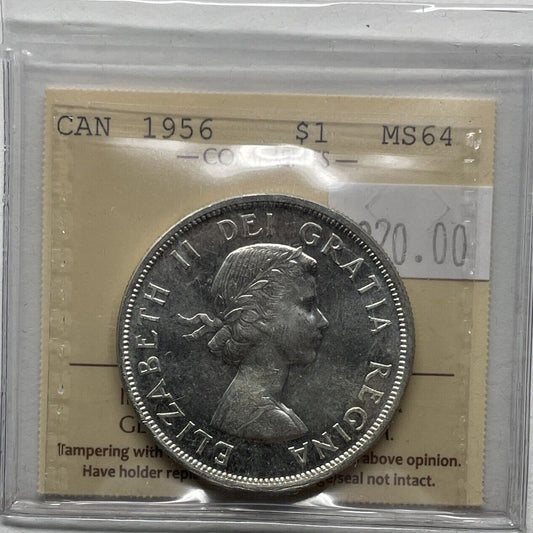 CAN 1956 $1 MS64
20.00
ELIZABETH II DEI GRATIA REGINA
Tampering with above opinion.
Have holder seal not intact.